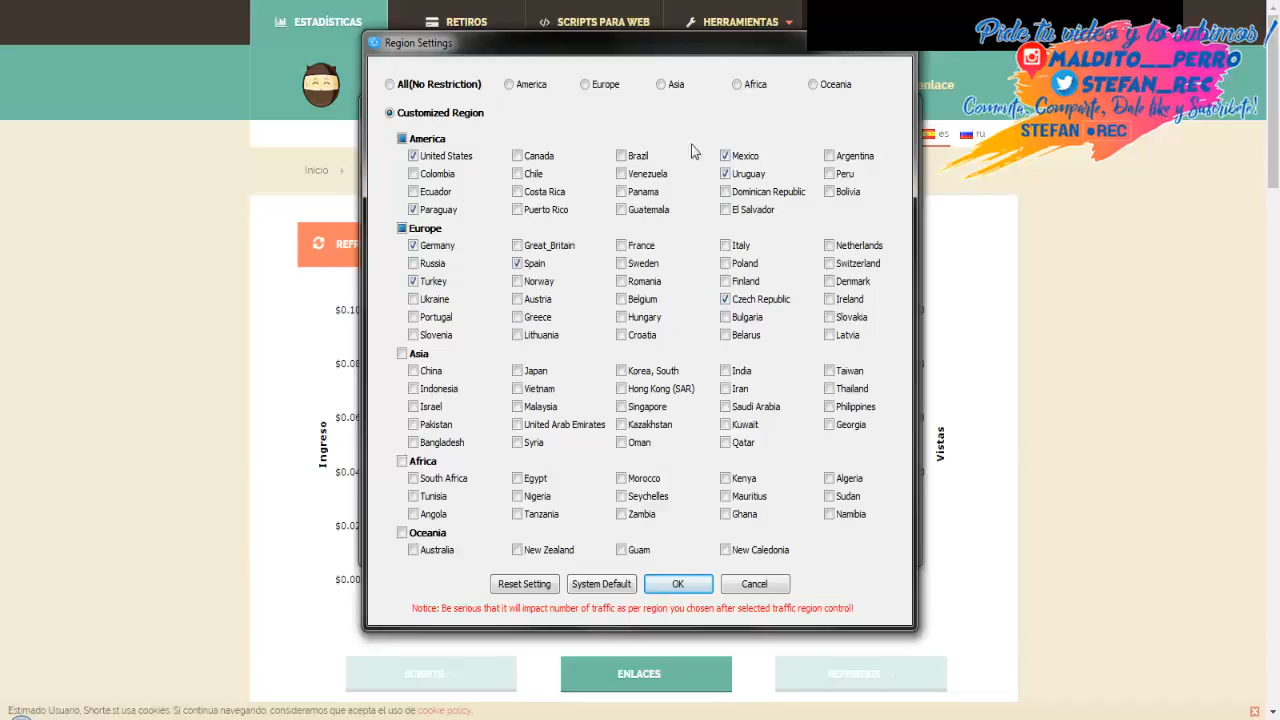 ESTADÍSTICAS
RETIROS
SCRIPTS PARA WEB
HERRAMIENTAS
Pide tu video y lo subimos !
MALDITO___PERRO
STEFAN_REC
Comenta, Comparte, Dale like y Suscribete!
STEFAN REC
enlace
es
ru
Inicio
Region Settings
All(No Restriction)
America
Europe
Asia
Africa
Oceania
Customized Region
America
United States
Canada
Brazil
Mexico
Argentina
Colombia
Chile
Venezuela
Uruguay
Peru
Ecuador
Costa Rica
Panama
Dominican Republic
Bolivia
Paraguay
Puerto Rico
Guatemala
El Salvador
Europe
Germany
Great_Britain
France
Italy
Netherlands
Russia
Spain
Sweden
Poland
Switzerland
Turkey
Norway
Romania
Finland
Denmark
Ukraine
Austria
Belgium
Czech Republic
Ireland
Portugal
Greece
Hungary
Bulgaria
Slovakia
Slovenia
Lithuania
Croatia
Belarus
Latvia
Asia
China
Japan
Korea, South
India
Taiwan
Indonesia
Vietnam
Hong Kong (SAR)
Iran
Thailand
Israel
Malaysia
Singapore
Saudi Arabia
Philippines
Pakistan
United Arab Emirates
Kazakhstan
Kuwait
Georgia
Bangladesh
Syria
Oman
Qatar
Africa
South Africa
Egypt
Morocco
Kenya
Algeria
Tunisia
Nigeria
Seychelles
Mauritius
Sudan
Angola
Tanzania
Zambia
Ghana
Namibia
Oceania
Australia
New Zealand
Guam
New Caledonia
Reset Setting
System Default
OK
Cancel
Notice: Be serious that it will impact number of traffic as per region you chosen after selected traffic region control!
REFR
$0.10
$0.08
$0.06
$0.04
$0.02
$0.00
Ingreso
Vistas
SCRIPTS
ENLACES
REFERIDOS
Estimado Usuario, Shorte.st usa cookies. Si continúa navegando, consideramos que acepta el uso de cookie policy.